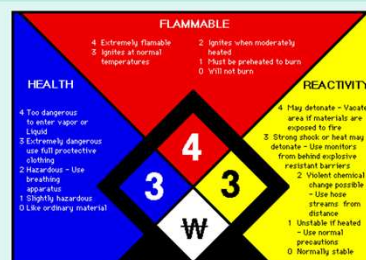 FLAMMABLE
4 Extremely flamable
3 Ignites at normal
temperatures
2 Ignites when moderately
heated
1 Must be preheated to burn
0 Will not burn
HEALTH
4 Too dangerous
to enter vapor or
Liquid
3 Extremely dangerous
use full proctective
clothing
2 Hazardous - Use
breathing
apparatus
1 Slightly hazardous
0 Like ordinary material
REACTIVITY
4 May detonate - Vacate
area if materials are
exposed to fire
3 Strong shock or heat may
detonate - Use monitors
from behind explosive
resistant barriers
2 Violent chemical
change possible
- Use hose
streams from
distance
1 Unstable if heated
- Use normal
precautions
0 Normally stable
4
3
3
W